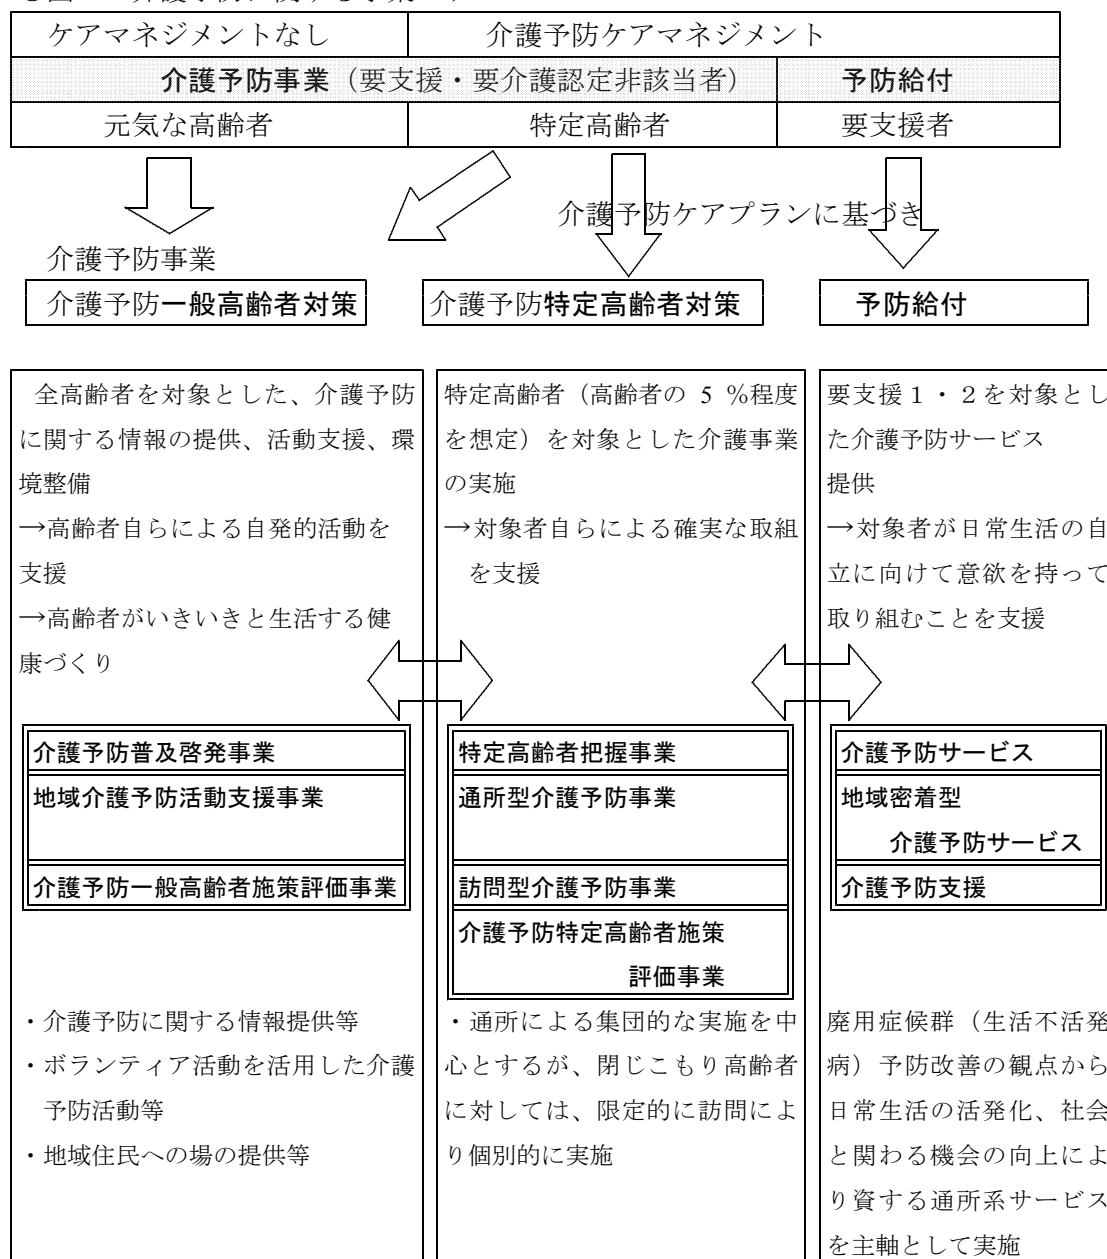 ケアマネジメントなし
介護予防ケアマネジメント
介護予防事業（要支援・要介護認定非該当者）
予防給付
元気な高齢者
特定高齢者
要支援者
介護予防ケアプランに基づき
介護予防事業
介護予防一般高齢者対策
介護予防特定高齢者対策
予防給付
全高齢者を対象とした、介護予防
に関する情報の提供、活動支援、環
境整備
→高齢者自らによる自発的活動を
支援
→高齢者がいきいきと生活する健
康づくり
介護予防普及啓発事業
地域介護予防活動支援事業
介護予防一般高齢者施策評価事業
・介護予防に関する情報提供等
・ボランティア活動を活用した介護
予防活動等
・地域住民への場の提供等
特定高齢者（高齢者の 5 %程度
を想定）を対象とした介護事業
の実施
→対象者自らによる確実な取組
を支援
特定高齢者把握事業
通所型介護予防事業
訪問型介護予防事業
介護予防特定高齢者施策
評価事業
・通所による集団的な実施を中
心とするが、閉じこもり高齢者
に対しては、限定的に訪問によ
り個別的に実施
要支援１・２を対象とし
た介護予防サービス
提供
→対象者が日常生活の自
立に向けて意欲を持って
取り組むことを支援
介護予防サービス
地域密着型
介護予防サービス
介護予防支援
廃用症候群（生活不活発
病）予防改善の観点から
日常生活の活発化、社会
と関わる機会の向上によ
り資する通所系サービス
を主軸として実施